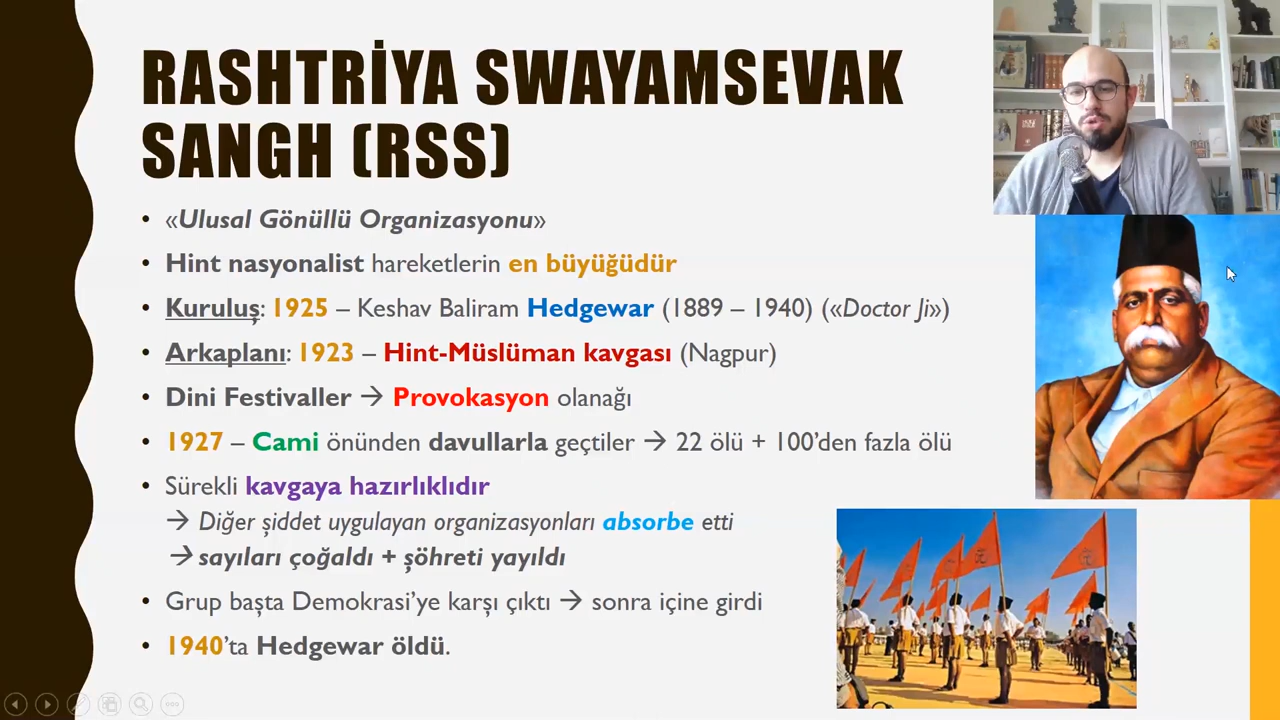 RASHTRİYA SWAYAMSEVAK
SANGH (RSS)
• «Ulusal Gönüllü Organizasyonu»
• Hint nasyonalist hareketlerin en büyüğüdür
• Kuruluş: 1925 – Keshav Baliram Hedgewar (1889 – 1940) («Doctor Ji»)
• Arkaplanı: 1923 – Hint-Müslüman kavgası (Nagpur)
• Dini Festivaller → Provokasyon olanağı
• 1927 – Cami önünden davullarla geçtiler → 22 ölü + 100’den fazla ölü
• Sürekli kavgaya hazırlıklıdır
→ Diğer şiddet uygulayan organizasyonları absorbe etti
→ sayıları çoğaldı + şöhreti yayıldı
• Grup başta Demokrasi’ye karşı çıktı → sonra içine girdi
• 1940’ta Hedgewar öldü.